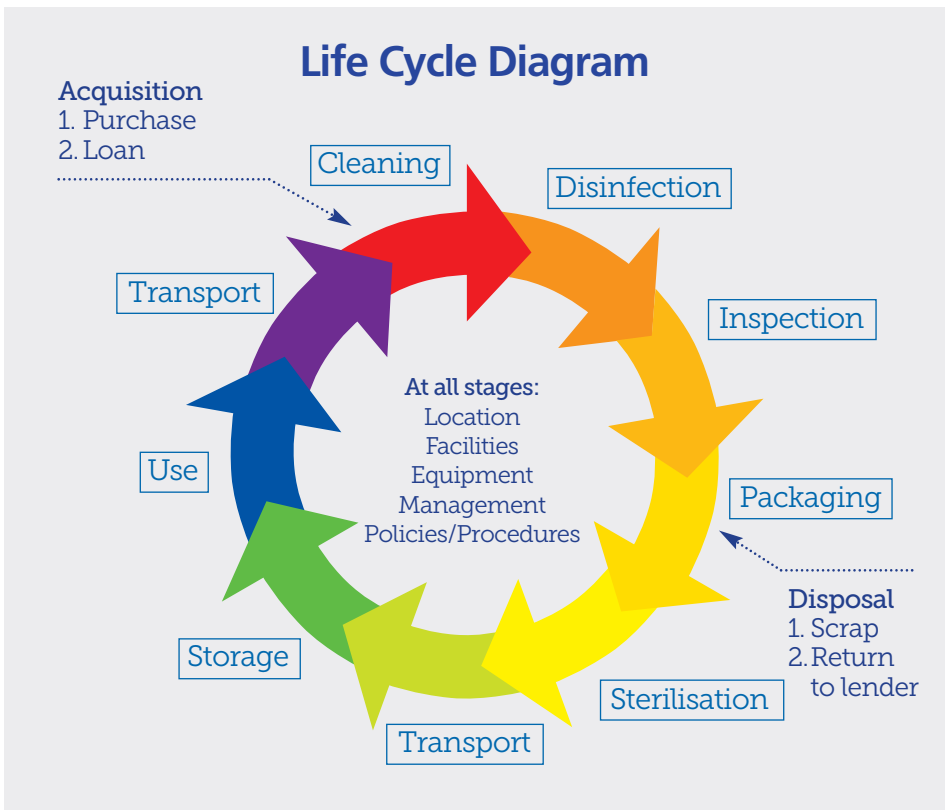 Life Cycle Diagram
Acquisition
1. Purchase
2. Loan
Cleaning
Disinfection
Inspection
Packaging
Disposal
1. Scrap
2. Return
to lender
Sterilisation
Transport
Storage
Use
Transport
At all stages:
Location
Facilities
Equipment
Management
Policies/Procedures